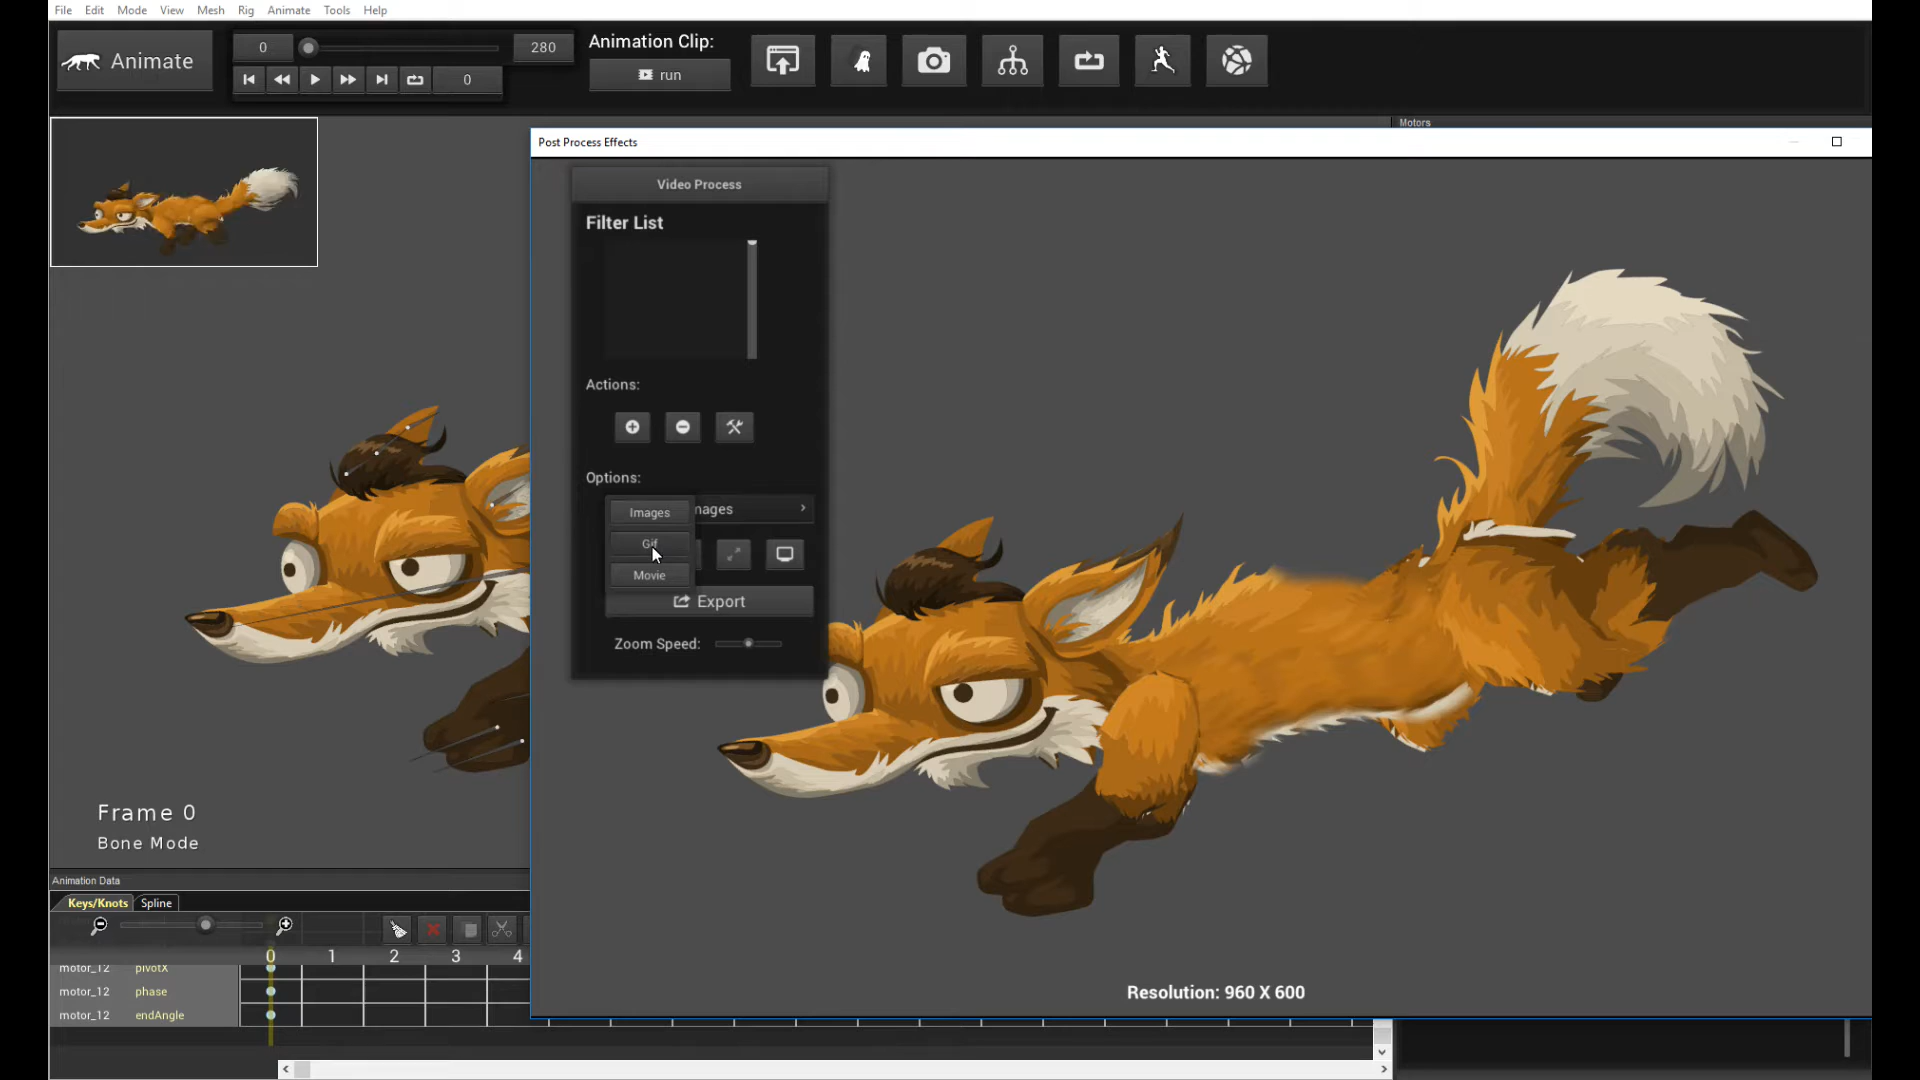 File Edit Mode View Mesh Rig Animate Tools Help
Animate
0 280
0
Animation Clip:
run
Motors
Post Process Effects
Video Process
Filter List
Actions:
Options:
Images
mages
Gif
Movie
Export
Zoom Speed:
Frame 0
Bone Mode
Resolution: 960 X 600
Animation Data
Keys/Knots Spline
0 1 2 3 4
motor_12 pivotX
motor_12 phase
motor_12 endAngle